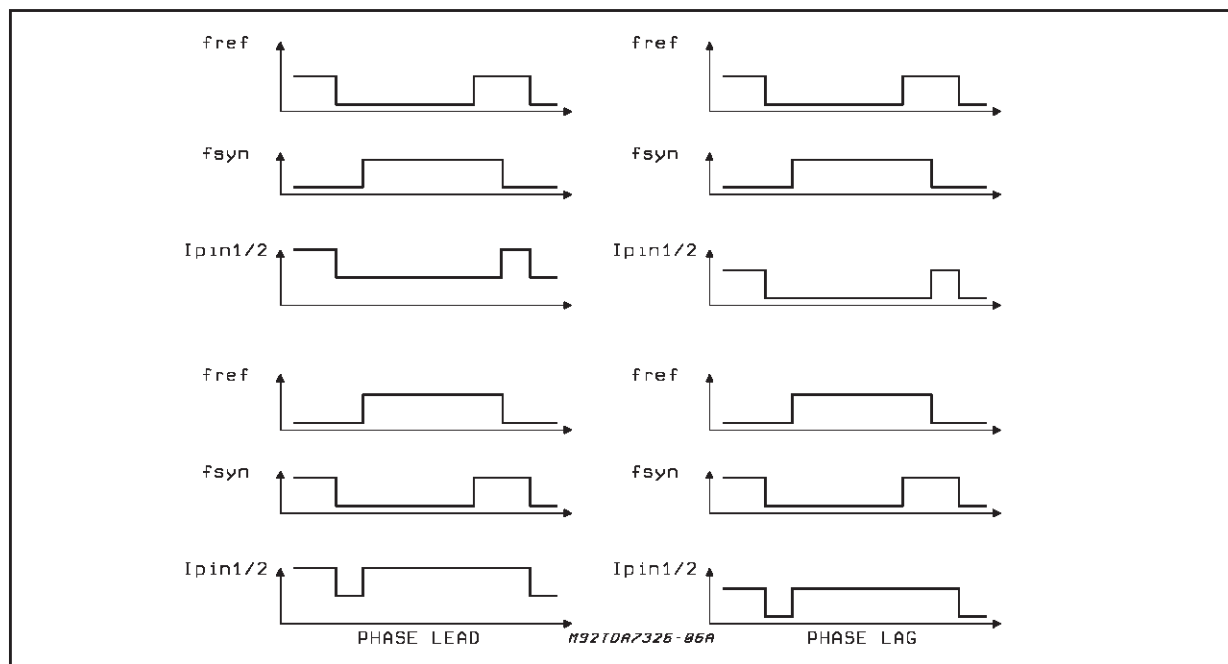 fref
fref
fsyn
fsyn
Ipin1/2
Ipin1/2
fref
fref
fsyn
fsyn
Ipin1/2
Ipin1/2
PHASE LEAD
M92TDA7326-06A
PHASE LAG